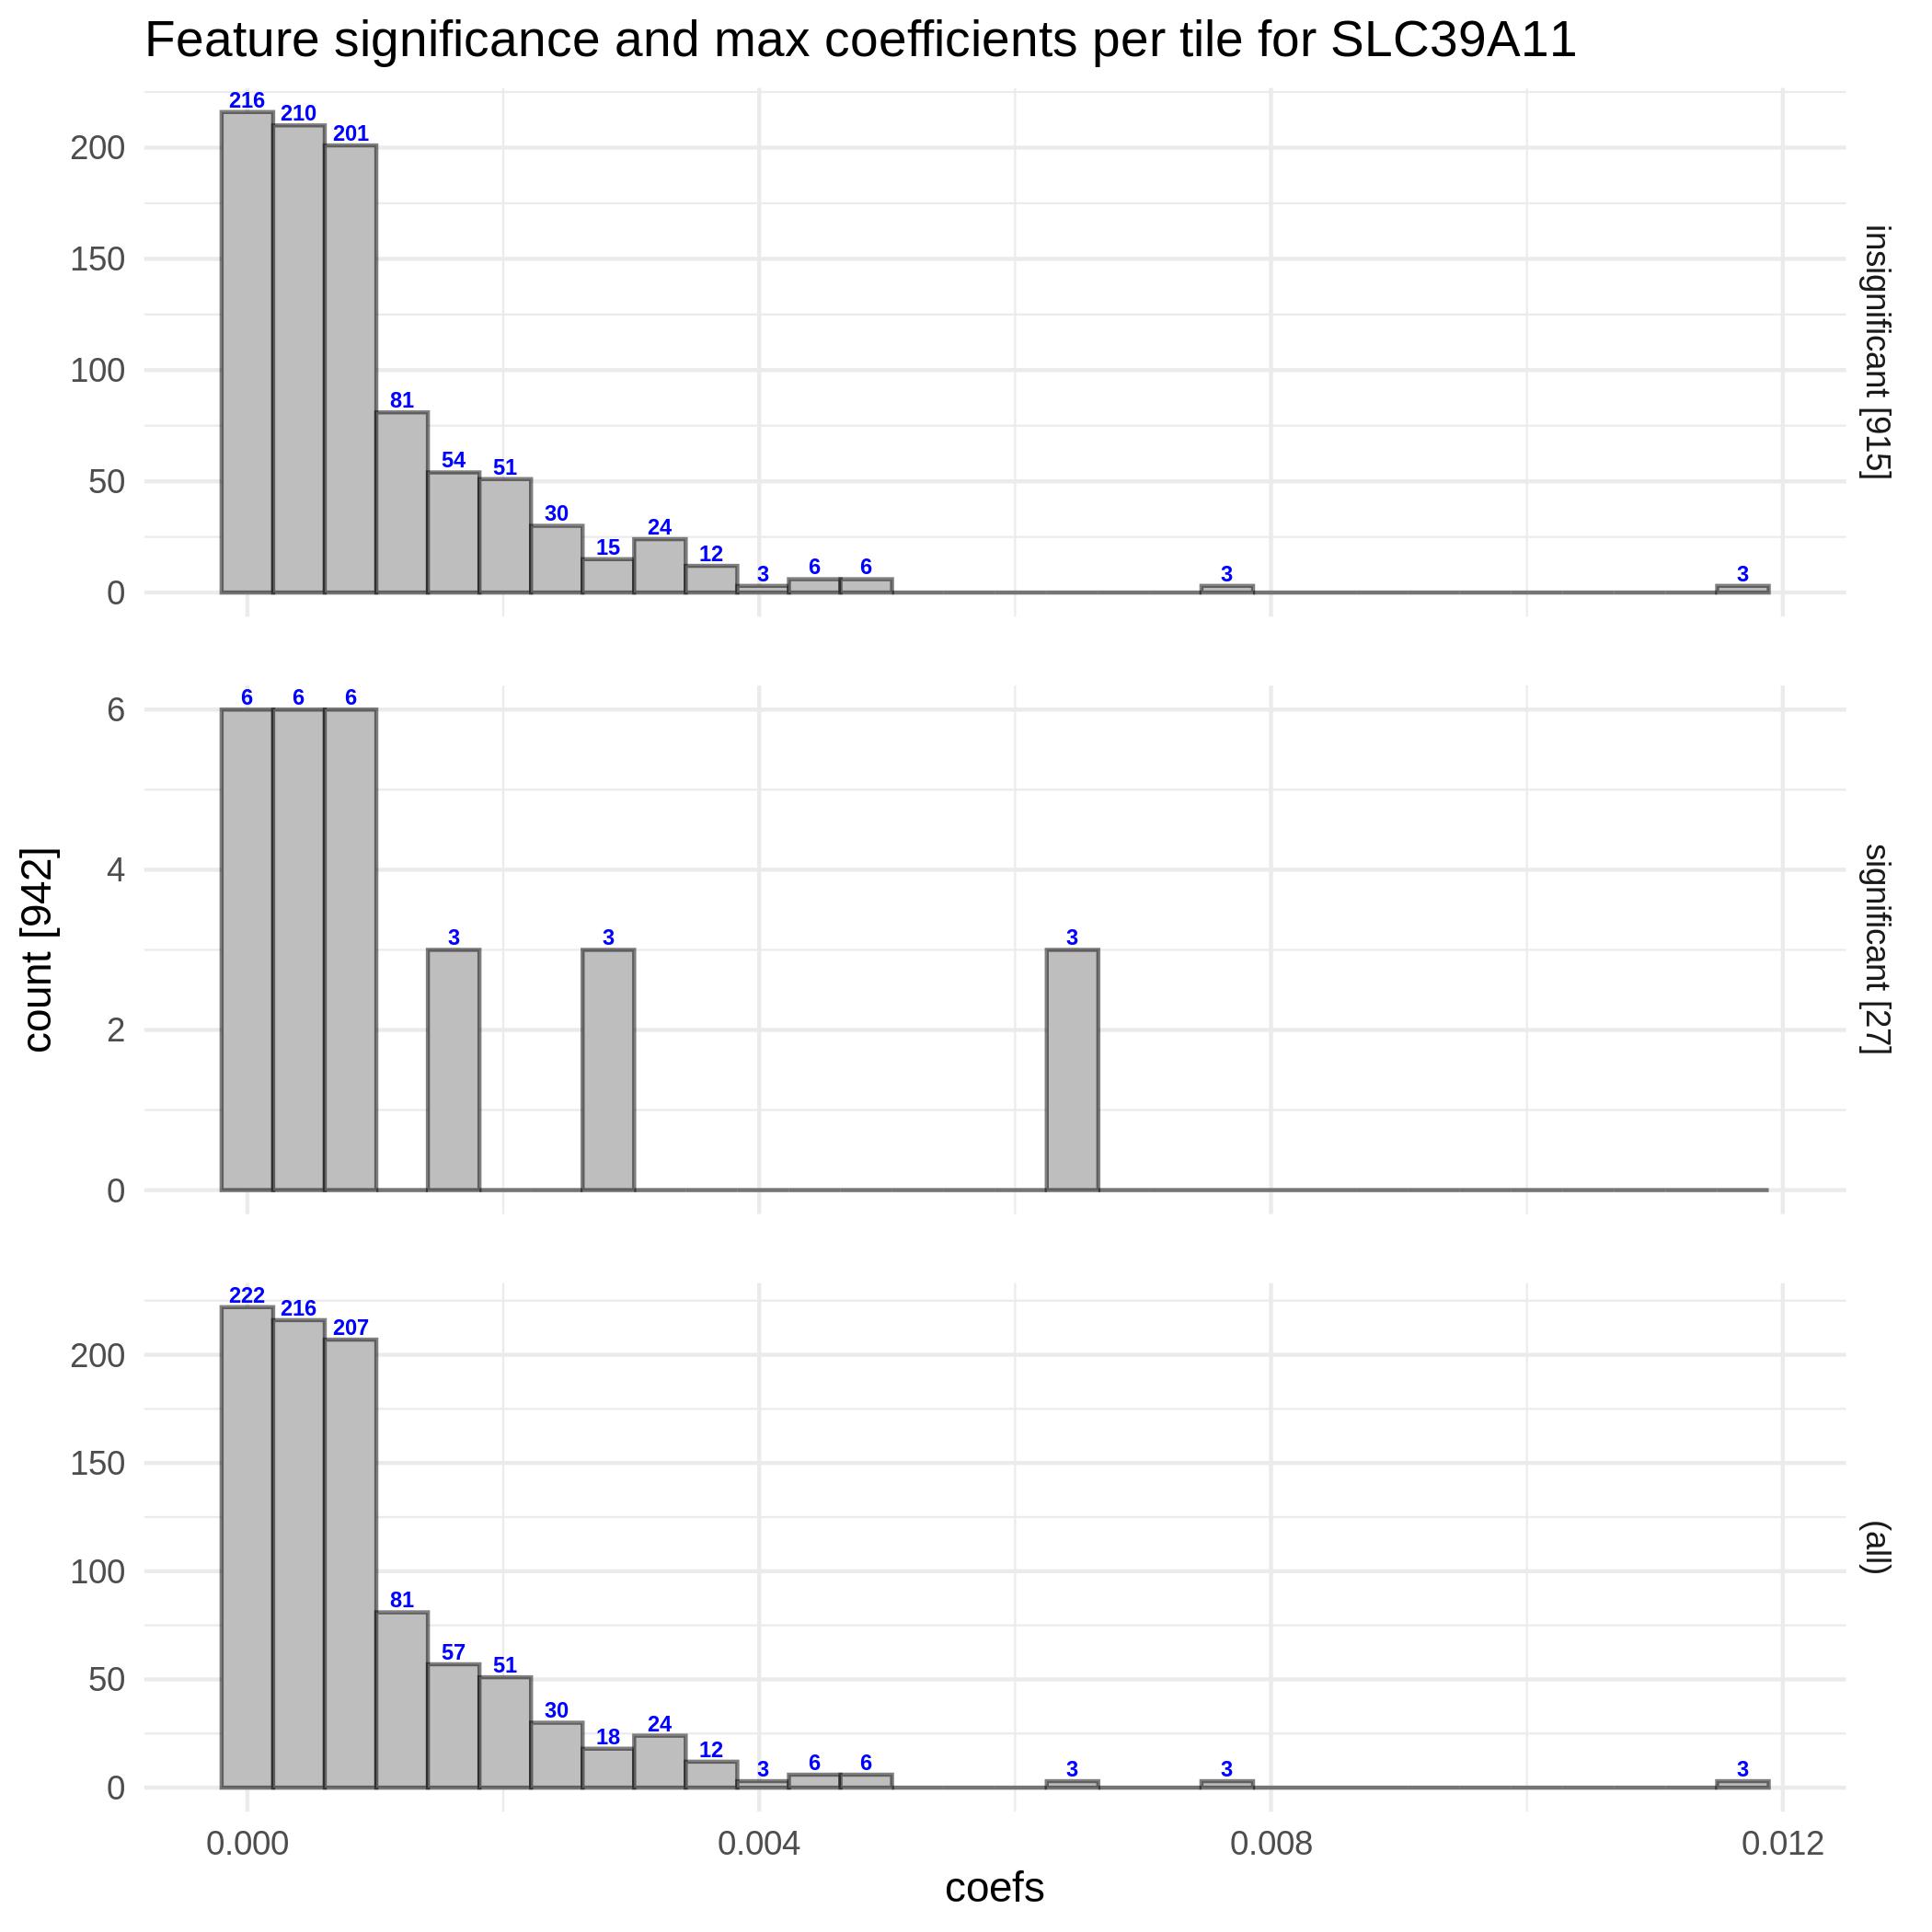 Feature significance and max coefficients per tile for SLC39A11
216 210 201 81 54 51 30 15 24 12 3 6 6 3 3
200
150
100
50
0
insignificant [915]
6 6 6 3 3 3
6
4
2
0
significant [27]
count [942]
222 216 207 81 57 51 30 18 24 12 3 6 6 3 3 3
200
150
100
50
0
(all)
0.000 0.004 0.008 0.012
coefs